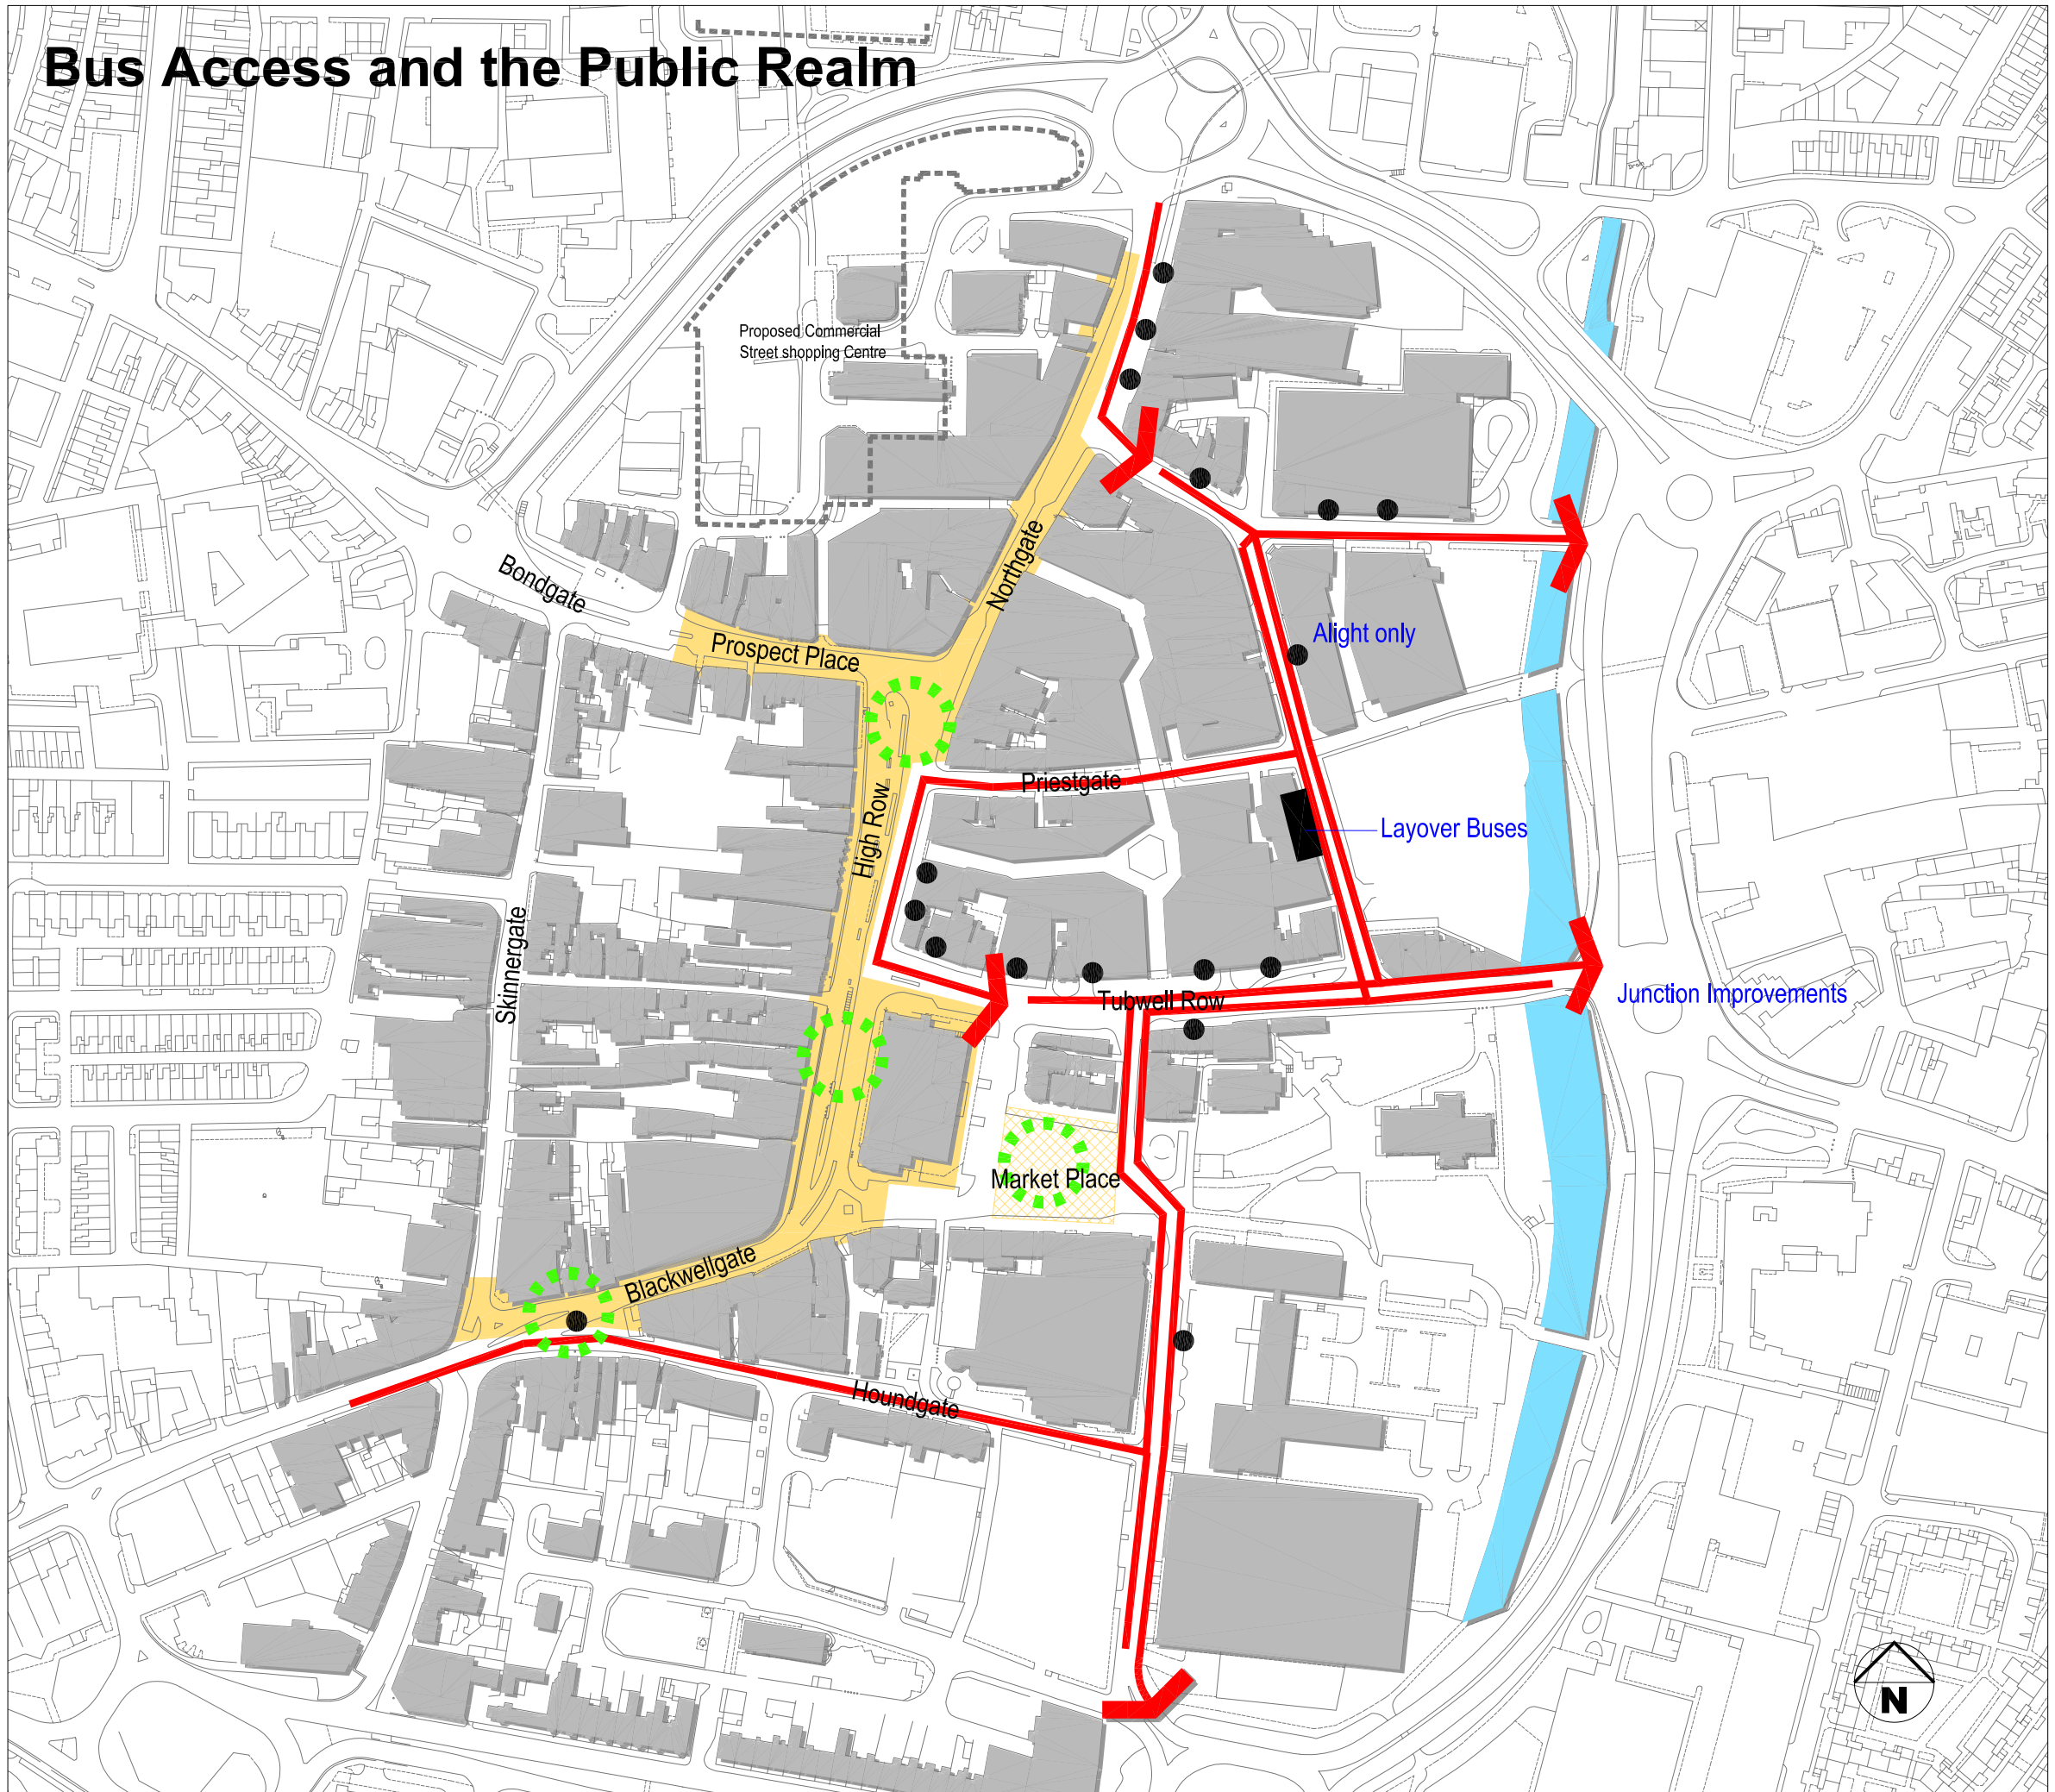 Bus Access and the Public Realm
Proposed Commercial
Street shopping Centre
Northgate
Bondgate
Alight only
Prospect Place
Priestgate
High Row
Layover Buses
Skinnergate
Tubwell Row
Junction Improvements
Market Place
Blackwellgate
Houndgate
N